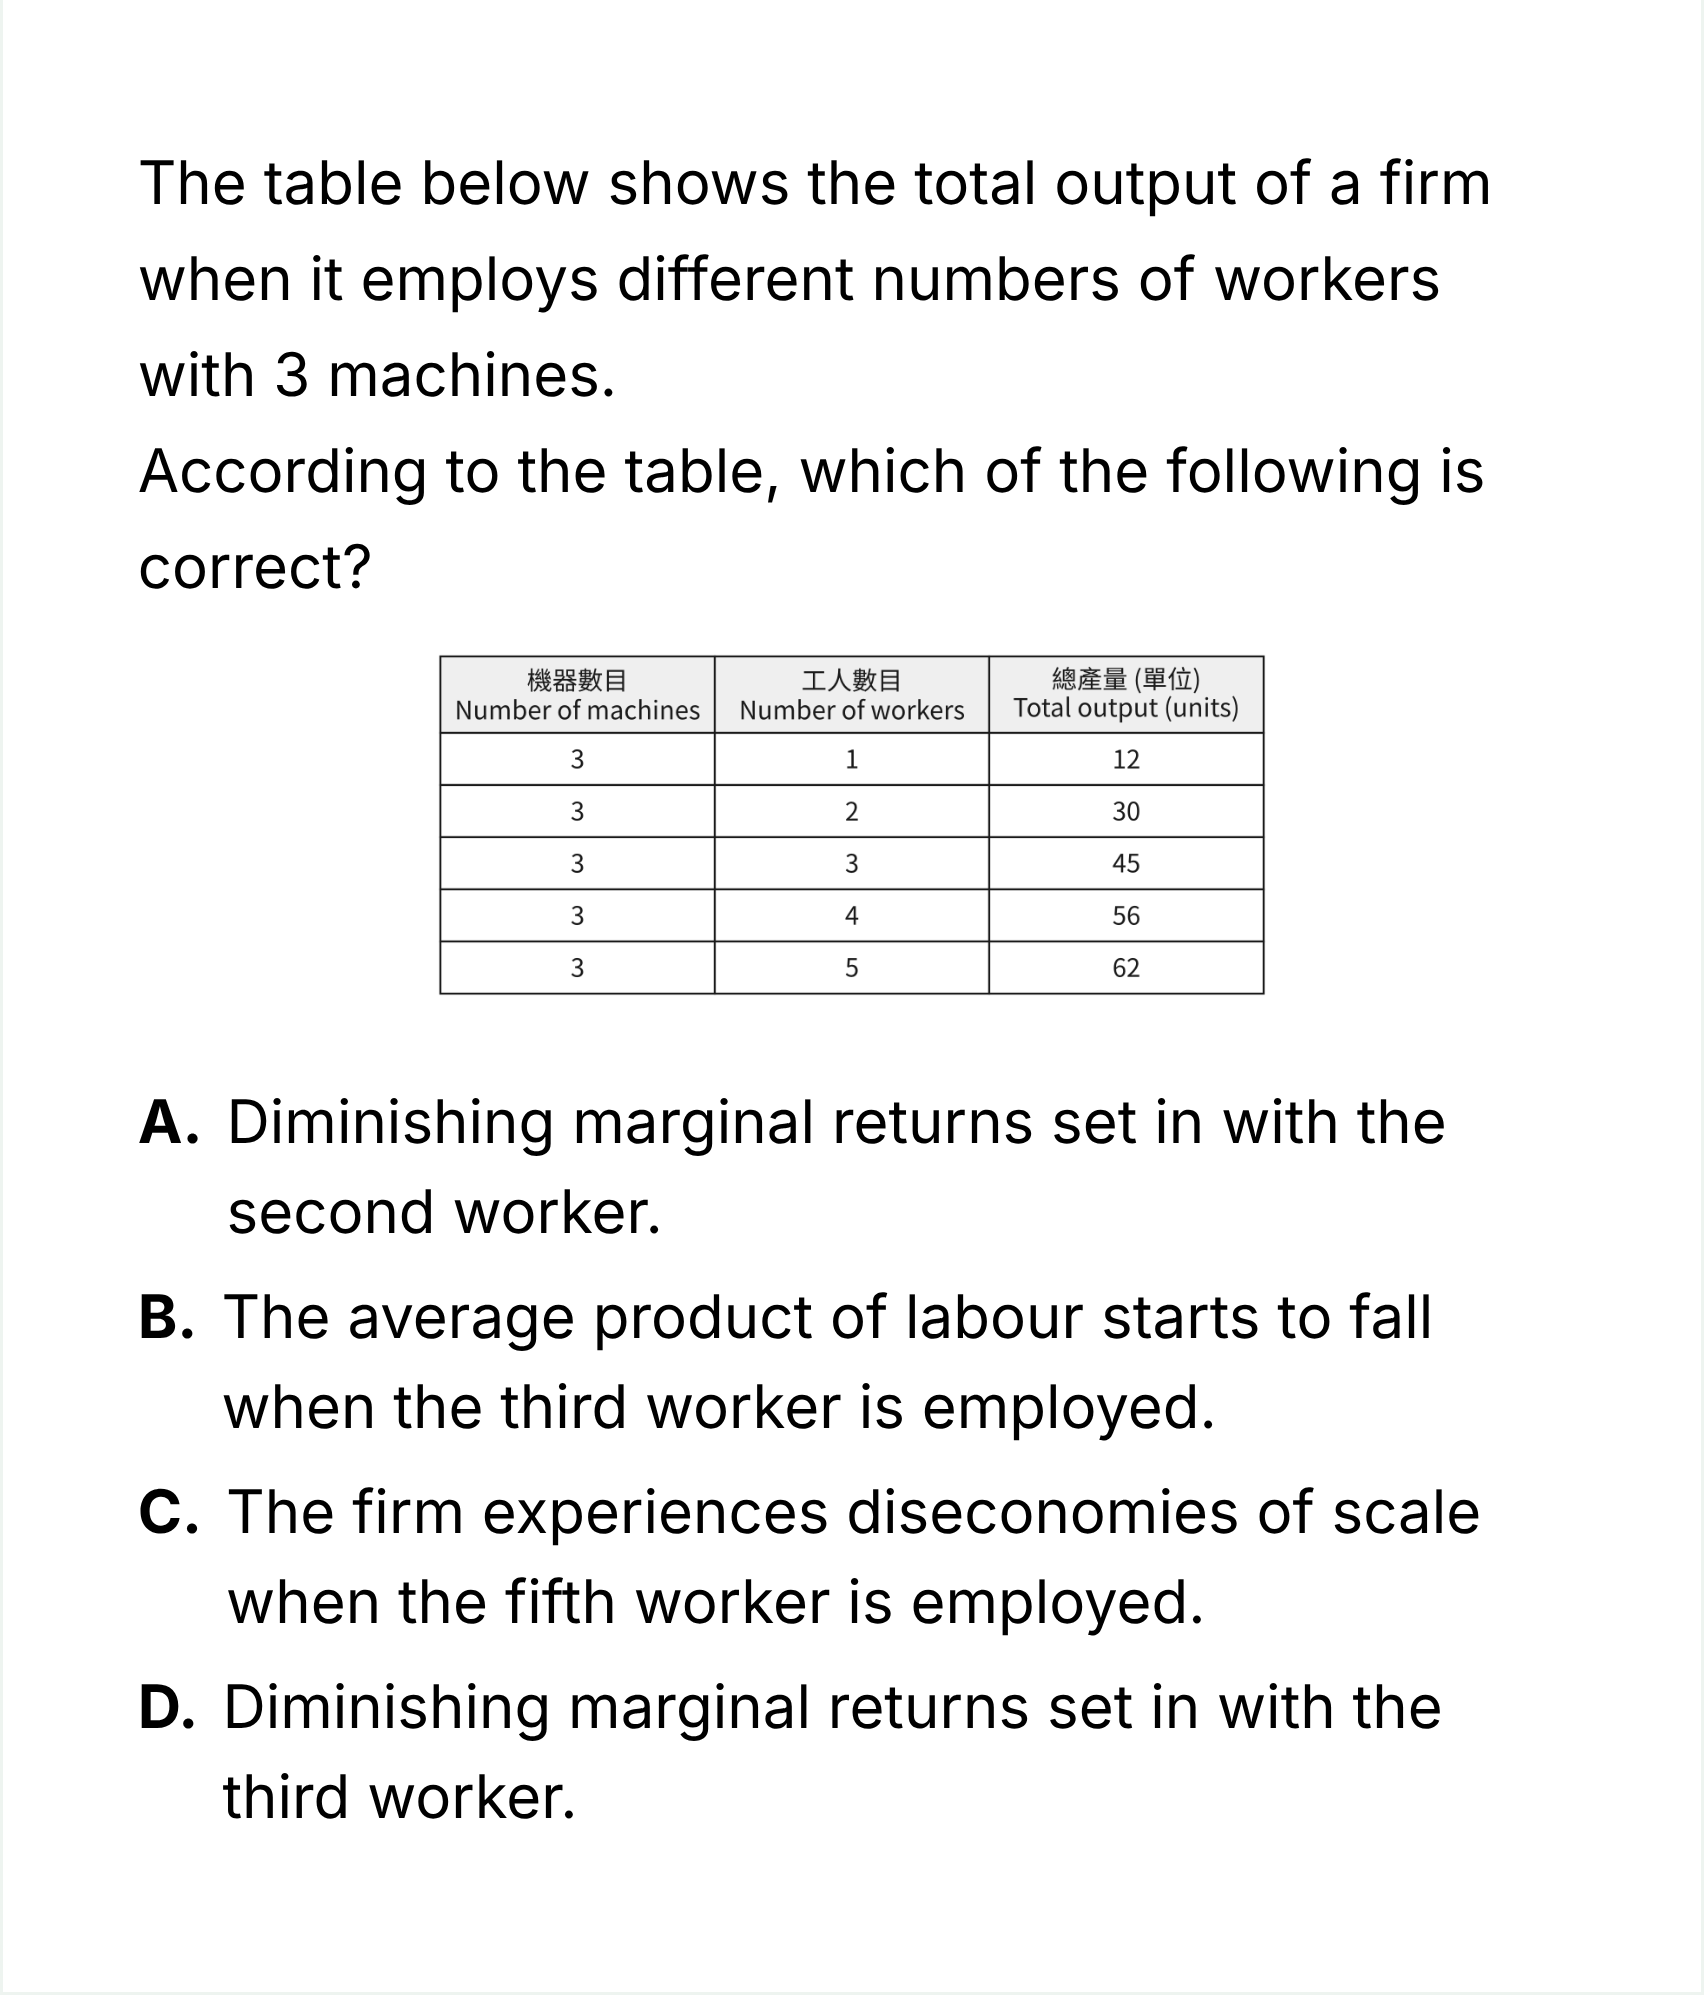 The table below shows the total output of a firm
when it employs different numbers of workers
with 3 machines.
According to the table, which of the following is
correct?
機器數目 工人數目 總產量 (單位)
Number of machines Number of workers Total output (units)
3 1 12
3 2 30
3 3 45
3 4 56
3 5 62
A. Diminishing marginal returns set in with the
second worker.
B. The average product of labour starts to fall
when the third worker is employed.
C. The firm experiences diseconomies of scale
when the fifth worker is employed.
D. Diminishing marginal returns set in with the
third worker.